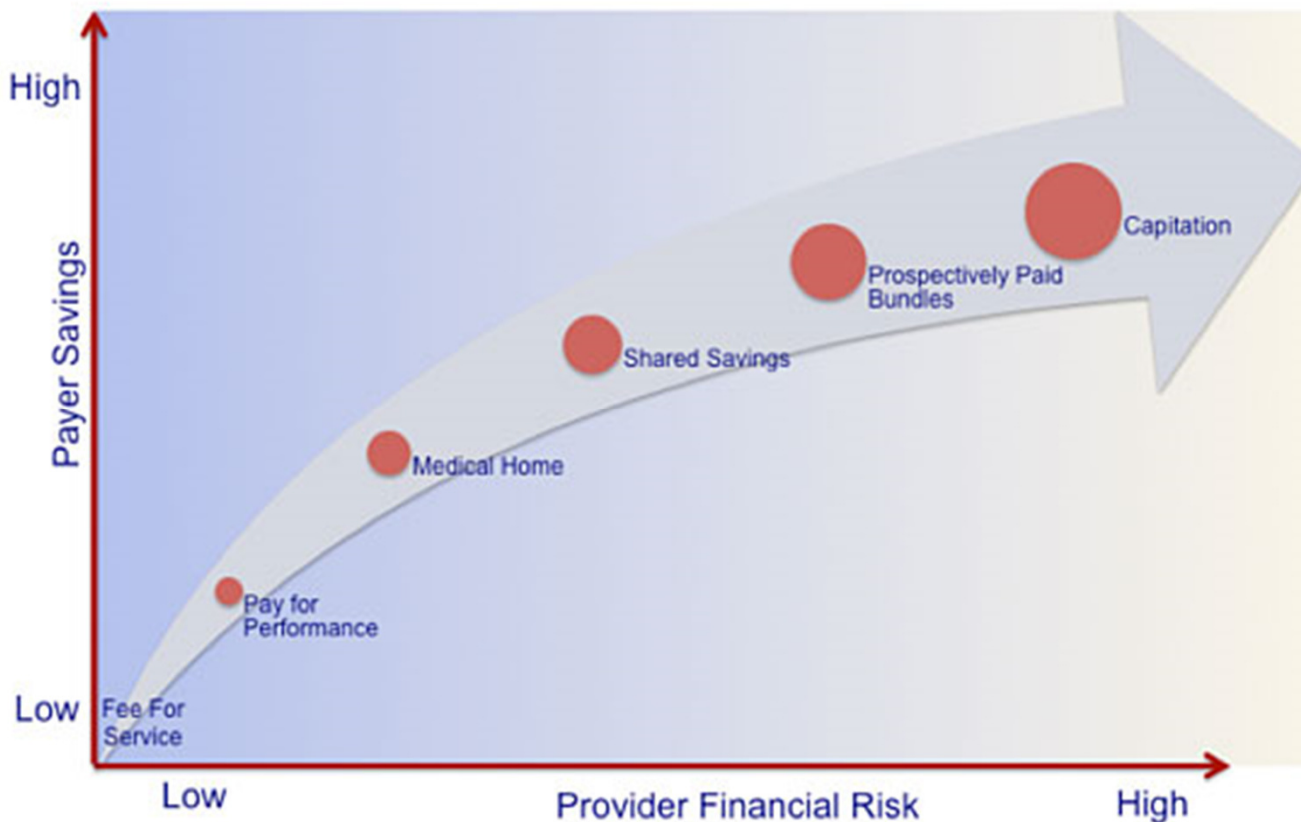 High
Payer Savings
Capitation
Prospectively Paid
Bundles
Shared Savings
Medical Home
Pay for
Performance
Low
Fee For
Service
Low
Provider Financial Risk
High